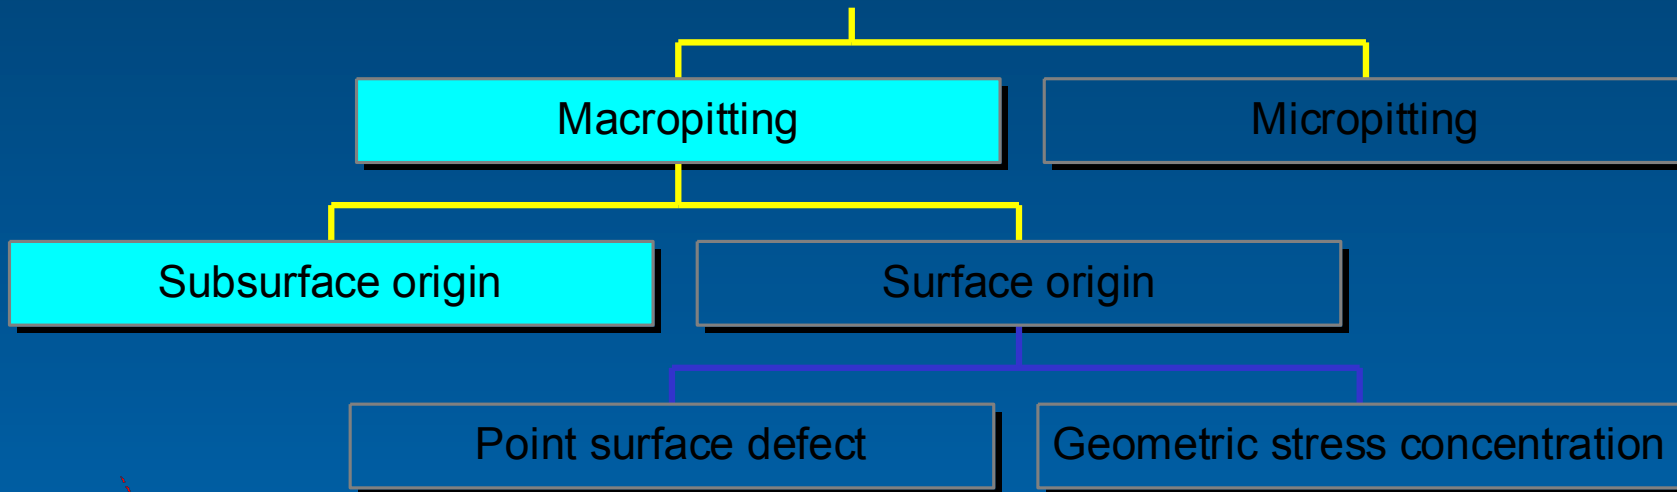 Macropitting
Micropitting
Subsurface origin
Surface origin
Point surface defect
Geometric stress concentration